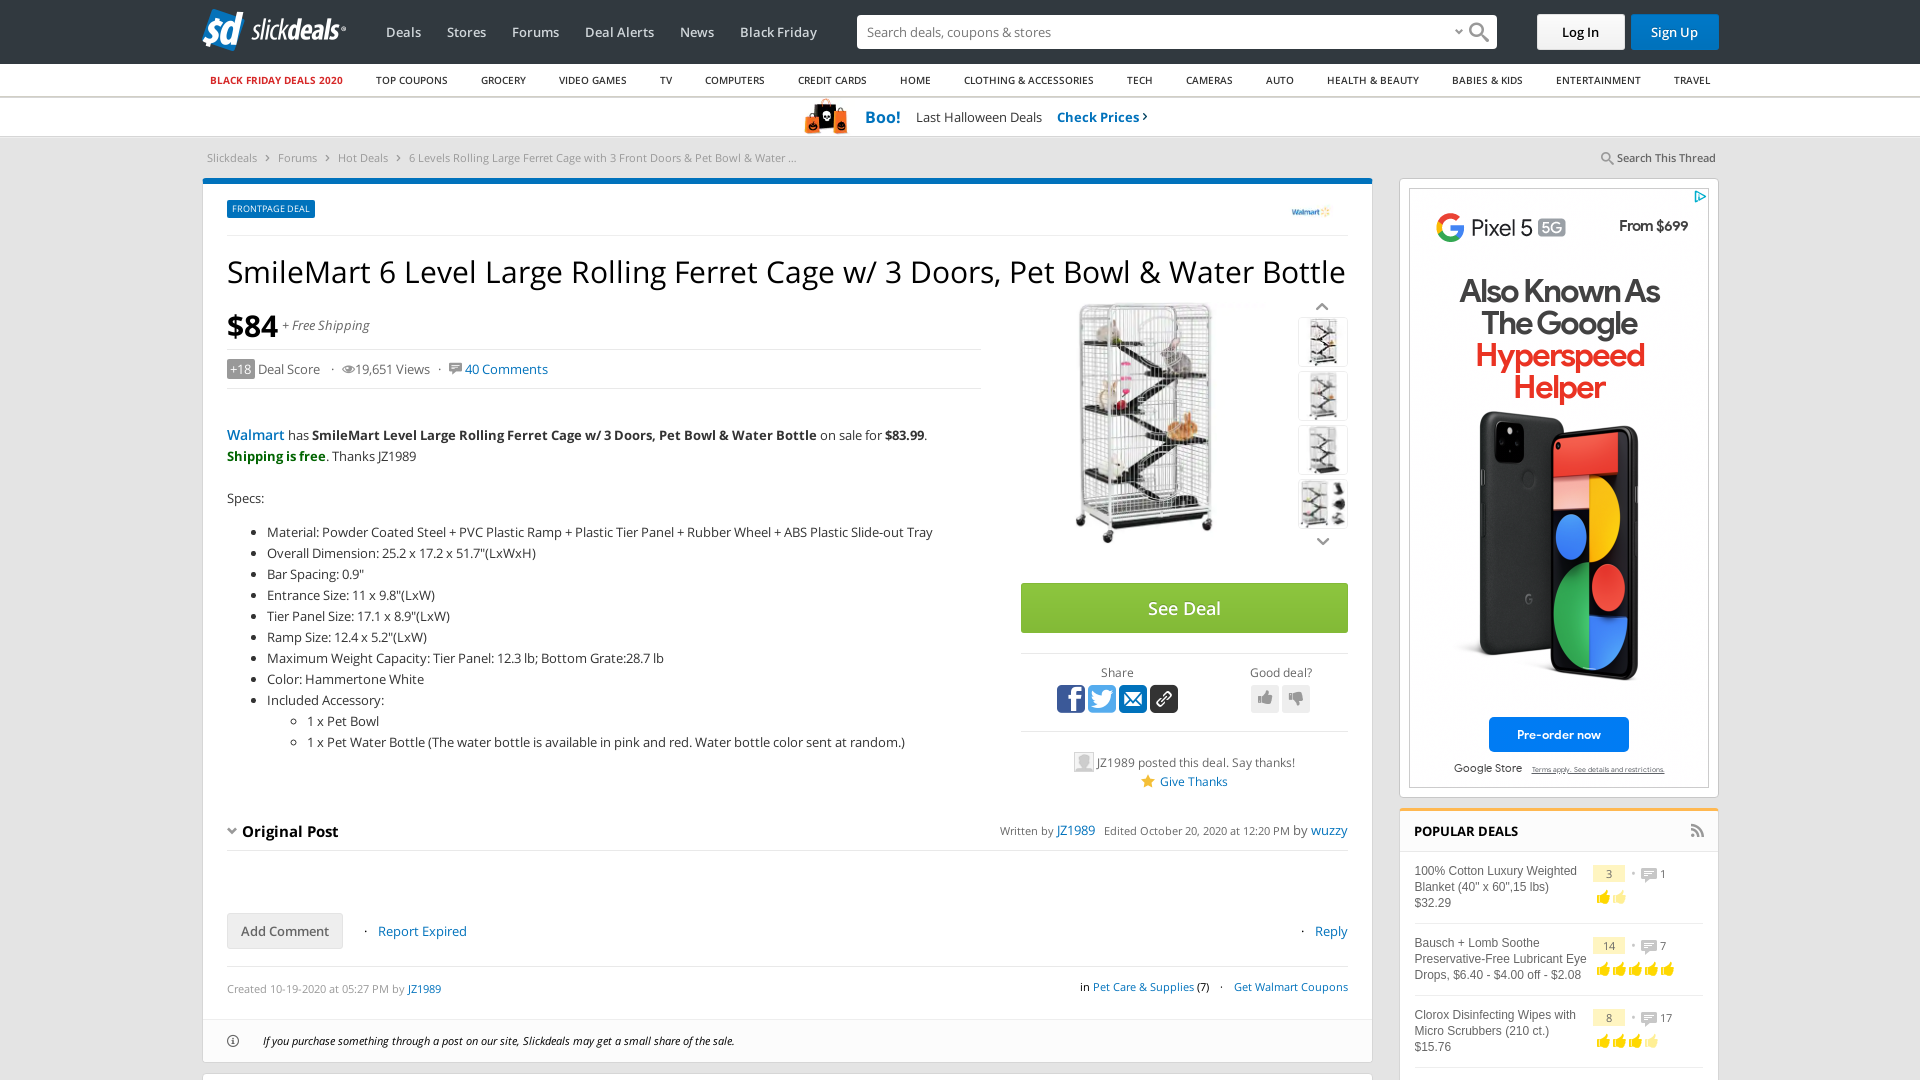 slickdeals
Deals
Stores
Forums
Deal Alerts
News
Black Friday
Search deals, coupons & stores
Log In
Sign Up
BLACK FRIDAY DEALS 2020
TOP COUPONS
GROCERY
VIDEO GAMES
TV
COMPUTERS
CREDIT CARDS
HOME
CLOTHING & ACCESSORIES
TECH
CAMERAS
AUTO
HEALTH & BEAUTY
BABIES & KIDS
ENTERTAINMENT
TRAVEL
Boo! Last Halloween Deals Check Prices ›
Slickdeals › Forums › Hot Deals › 6 Levels Rolling Large Ferret Cage with 3 Front Doors & Pet Bowl & Water ...
Search This Thread
FRONTPAGE DEAL
Walmart
SmileMart 6 Level Large Rolling Ferret Cage w/ 3 Doors, Pet Bowl & Water Bottle
$84 + Free Shipping
+18 Deal Score · 19,651 Views · 40 Comments
Walmart has SmileMart Level Large Rolling Ferret Cage w/ 3 Doors, Pet Bowl & Water Bottle on sale for $83.99.
Shipping is free. Thanks JZ1989
Specs:
• Material: Powder Coated Steel + PVC Plastic Ramp + Plastic Tier Panel + Rubber Wheel + ABS Plastic Slide-out Tray
• Overall Dimension: 25.2 x 17.2 x 51.7"(LxWxH)
• Bar Spacing: 0.9"
• Entrance Size: 11 x 9.8"(LxW)
• Tier Panel Size: 17.1 x 8.9"(LxW)
• Ramp Size: 12.4 x 5.2"(LxW)
• Maximum Weight Capacity: Tier Panel: 12.3 lb; Bottom Grate:28.7 lb
• Color: Hammertone White
• Included Accessory:
◦ 1 x Pet Bowl
◦ 1 x Pet Water Bottle (The water bottle is available in pink and red. Water bottle color sent at random.)
See Deal
Share
Good deal?
JZ1989 posted this deal. Say thanks!
Give Thanks
Original Post
Written by JZ1989 Edited October 20, 2020 at 12:20 PM by wuzzy
Add Comment
· Report Expired
· Reply
Created 10-19-2020 at 05:27 PM by JZ1989
in Pet Care & Supplies (7) · Get Walmart Coupons
If you purchase something through a post on our site, Slickdeals may get a small share of the sale.
G Pixel 5 5G
From $699
Also Known As
The Google
Hyperspeed
Helper
Pre-order now
Google Store
Terms apply. See details and restrictions.
POPULAR DEALS
100% Cotton Luxury Weighted
Blanket (40" x 60",15 lbs)
$32.29
3 • 1
Bausch + Lomb Soothe
Preservative-Free Lubricant Eye
Drops, $6.40 - $4.00 off - $2.08
14 • 7
Clorox Disinfecting Wipes with
Micro Scrubbers (210 ct.)
$15.76
8 • 17